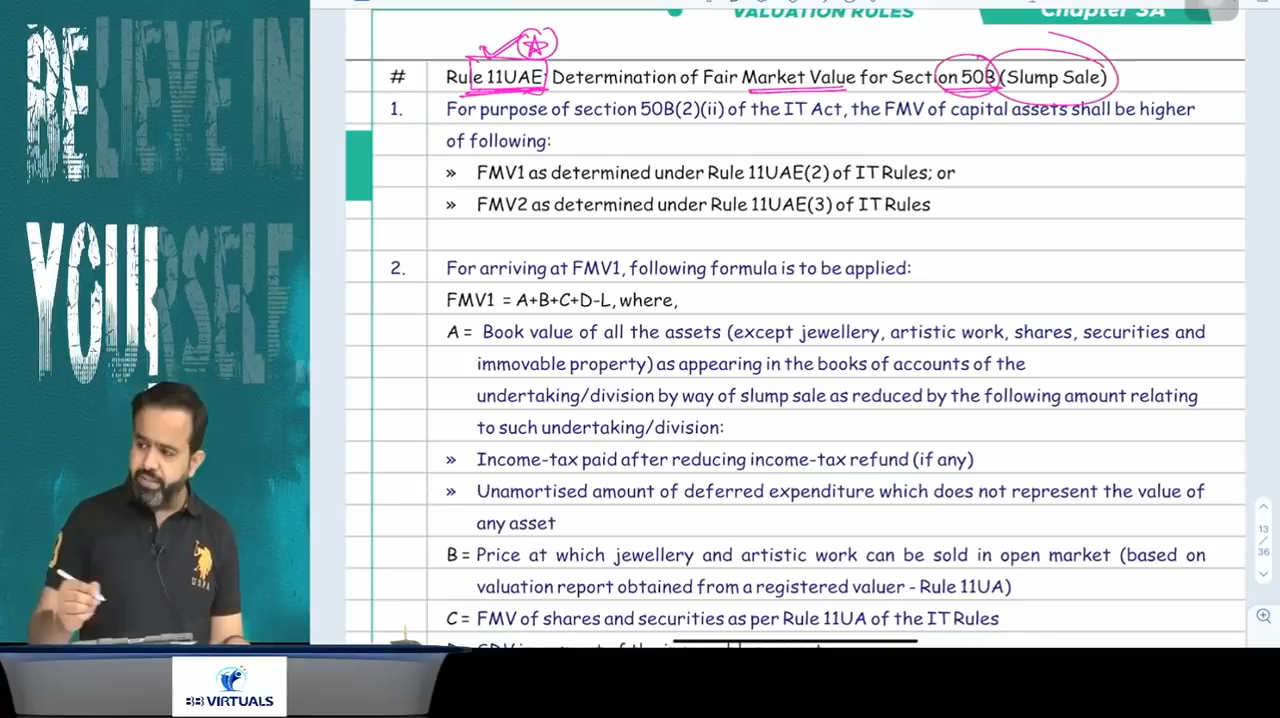 BELIEVE IN
YOURSELF.
VALUATION RULES
Chapter 3A
# Rule 11UAE: Determination of Fair Market Value for Section 50B (Slump Sale)
1. For purpose of section 50B(2)(ii) of the IT Act, the FMV of capital assets shall be higher
of following:
» FMV1 as determined under Rule 11UAE(2) of IT Rules; or
» FMV2 as determined under Rule 11UAE(3) of IT Rules
2. For arriving at FMV1, following formula is to be applied:
FMV1 = A+B+C+D-L, where,
A = Book value of all the assets (except jewellery, artistic work, shares, securities and
immovable property) as appearing in the books of accounts of the
undertaking/division by way of slump sale as reduced by the following amount relating
to such undertaking/division:
» Income-tax paid after reducing income-tax refund (if any)
» Unamortised amount of deferred expenditure which does not represent the value of
any asset
B = Price at which jewellery and artistic work can be sold in open market (based on
valuation report obtained from a registered valuer - Rule 11UA)
C = FMV of shares and securities as per Rule 11UA of the IT Rules
13
/
36
USPA
BB VIRTUALS